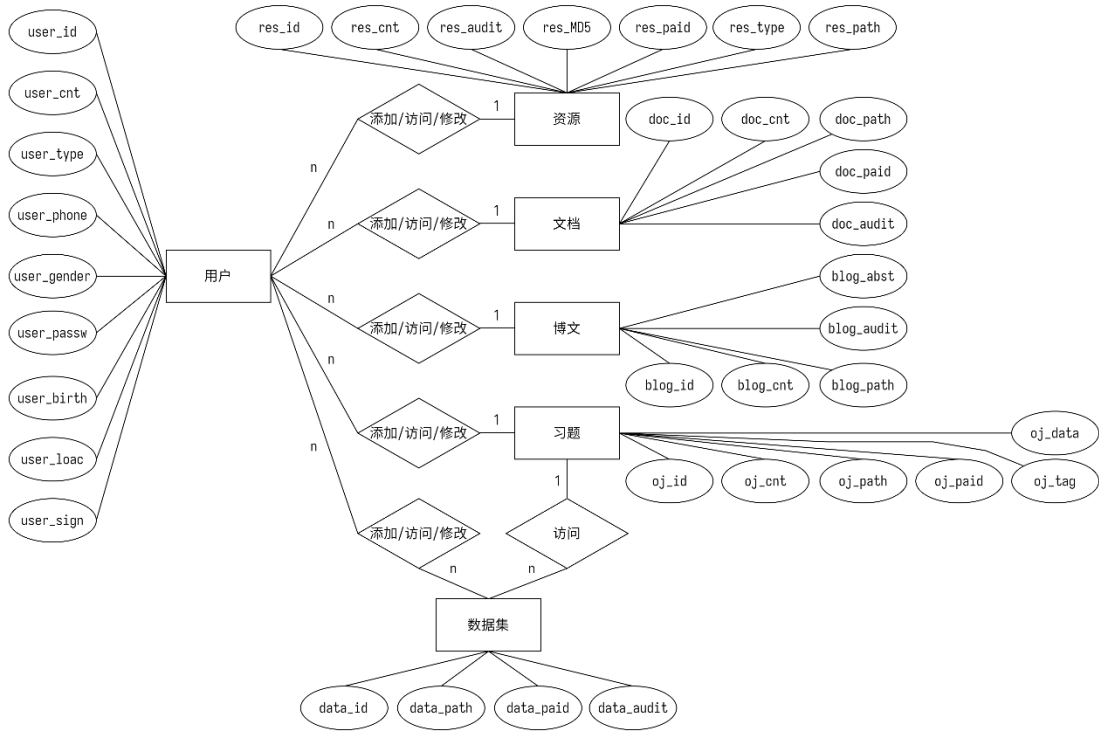 user_id
user_cnt
user_type
user_phone
user_gender
user_passw
user_birth
user_loac
user_sign
用户
res_id
res_cnt
res_audit
res_MD5
res_paid
res_type
res_path
n
添加/访问/修改
1
资源
doc_id
doc_cnt
doc_path
doc_paid
doc_audit
n
添加/访问/修改
1
文档
n
添加/访问/修改
1
博文
blog_abst
blog_audit
blog_id
blog_cnt
blog_path
n
添加/访问/修改
1
习题
oj_data
oj_id
oj_cnt
oj_path
oj_paid
oj_tag
n
添加/访问/修改
n
1
访问
n
数据集
data_id
data_path
data_paid
data_audit